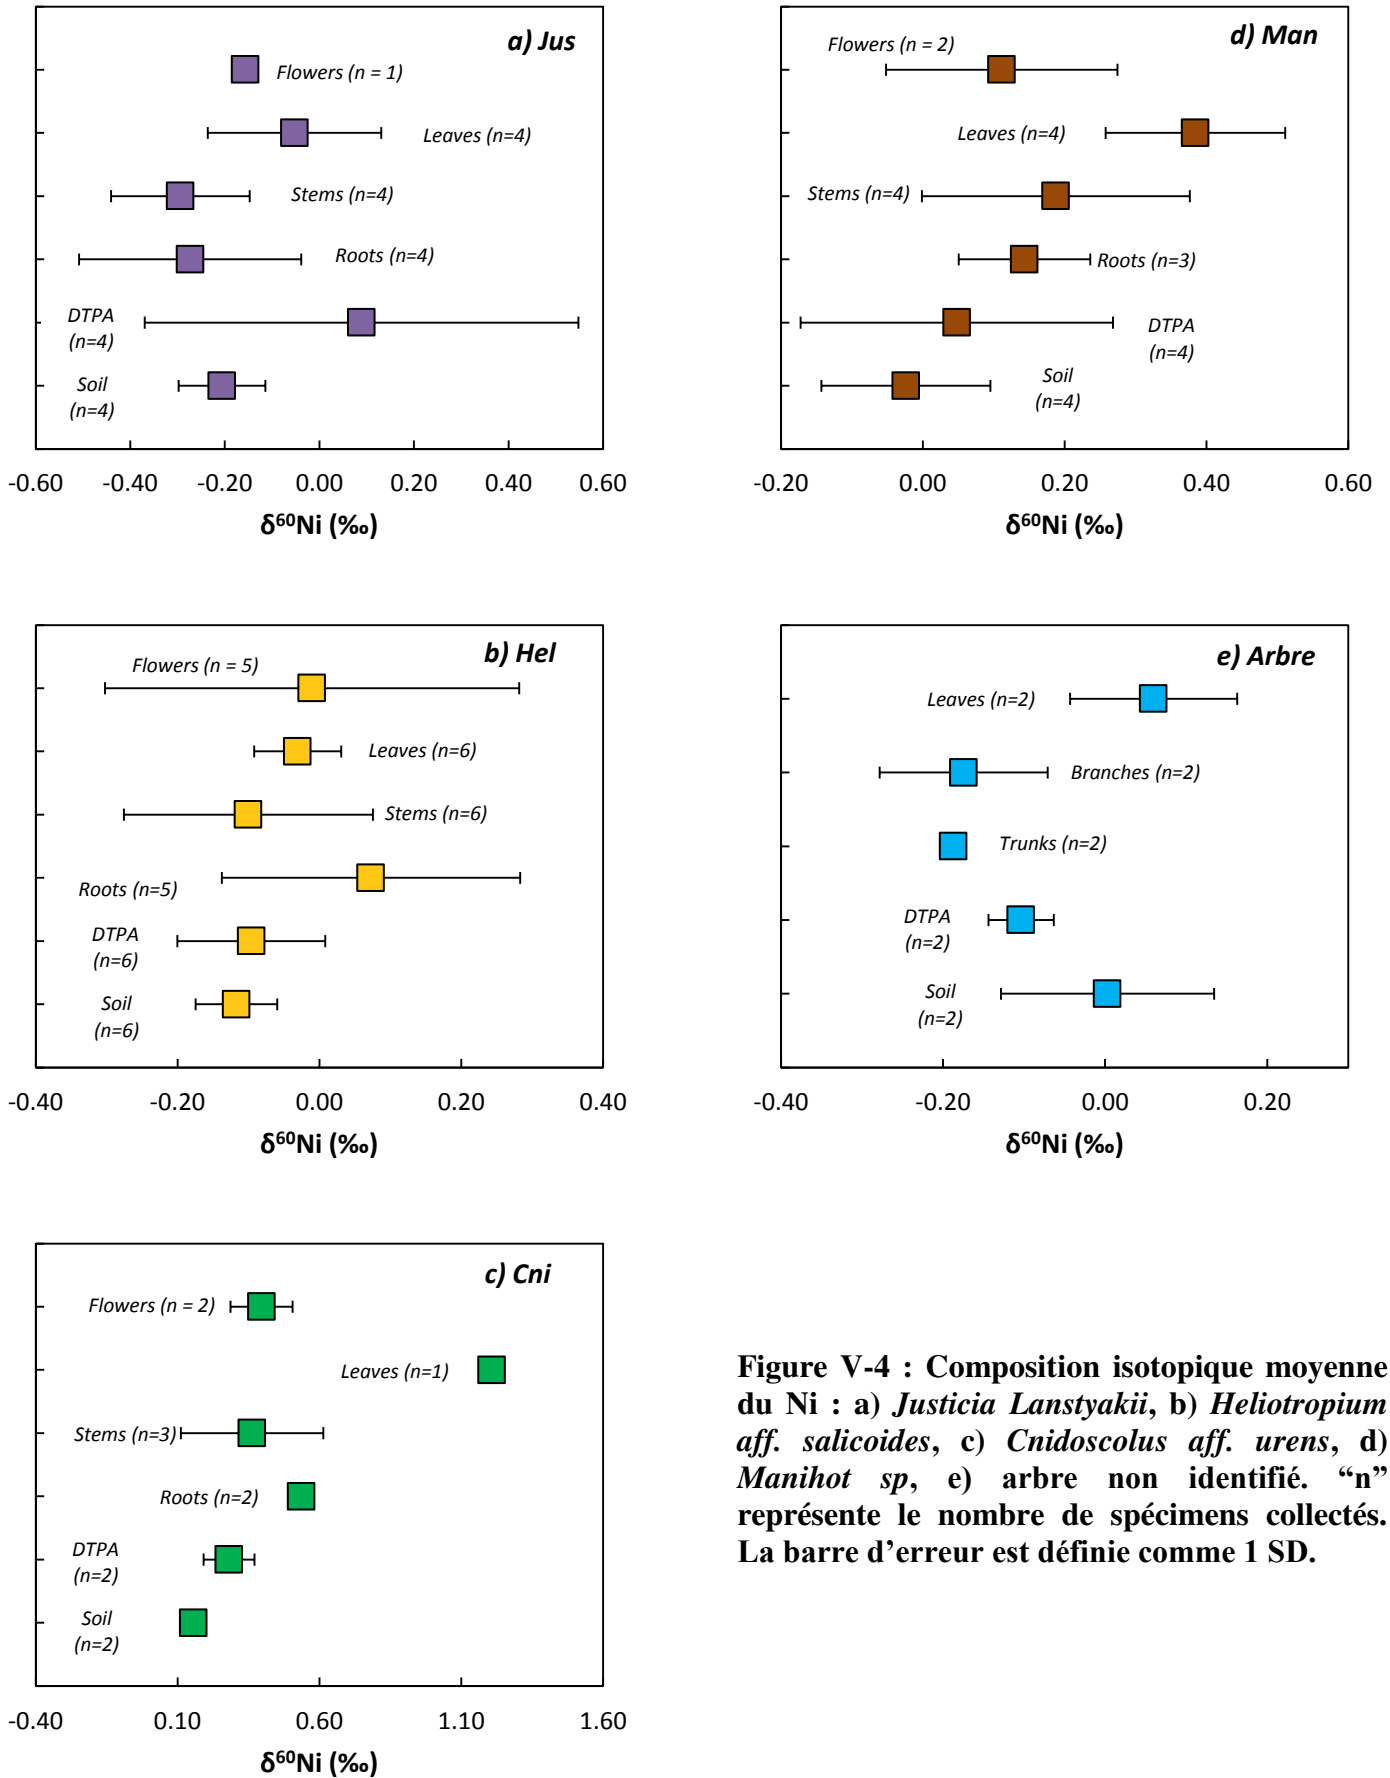 a) Jus
Flowers (n = 1)
Leaves (n=4)
Stems (n=4)
Roots (n=4)
DTPA
(n=4)
Soil
(n=4)
-0.60 -0.40 -0.20 0.00 0.20 0.40 0.60
δ⁶⁰Ni (‰)
d) Man
Flowers (n = 2)
Leaves (n=4)
Stems (n=4)
Roots (n=3)
DTPA
(n=4)
Soil
(n=4)
-0.20 0.00 0.20 0.40 0.60
δ⁶⁰Ni (‰)
b) Hel
Flowers (n = 5)
Leaves (n=6)
Stems (n=6)
Roots (n=5)
DTPA
(n=6)
Soil
(n=6)
-0.40 -0.20 0.00 0.20 0.40
δ⁶⁰Ni (‰)
e) Arbre
Leaves (n=2)
Branches (n=2)
Trunks (n=2)
DTPA
(n=2)
Soil
(n=2)
-0.40 -0.20 0.00 0.20
δ⁶⁰Ni (‰)
c) Cni
Flowers (n = 2)
Leaves (n=1)
Stems (n=3)
Roots (n=2)
DTPA
(n=2)
Soil
(n=2)
-0.40 0.10 0.60 1.10 1.60
δ⁶⁰Ni (‰)
Figure V-4 : Composition isotopique moyenne
du Ni : a) Justicia Lanstyakii, b) Heliotropium
aff. salicoides, c) Cnidoscolus aff. urens, d)
Manihot sp, e) arbre non identifié. “n”
représente le nombre de spécimens collectés.
La barre d’erreur est définie comme 1 SD.